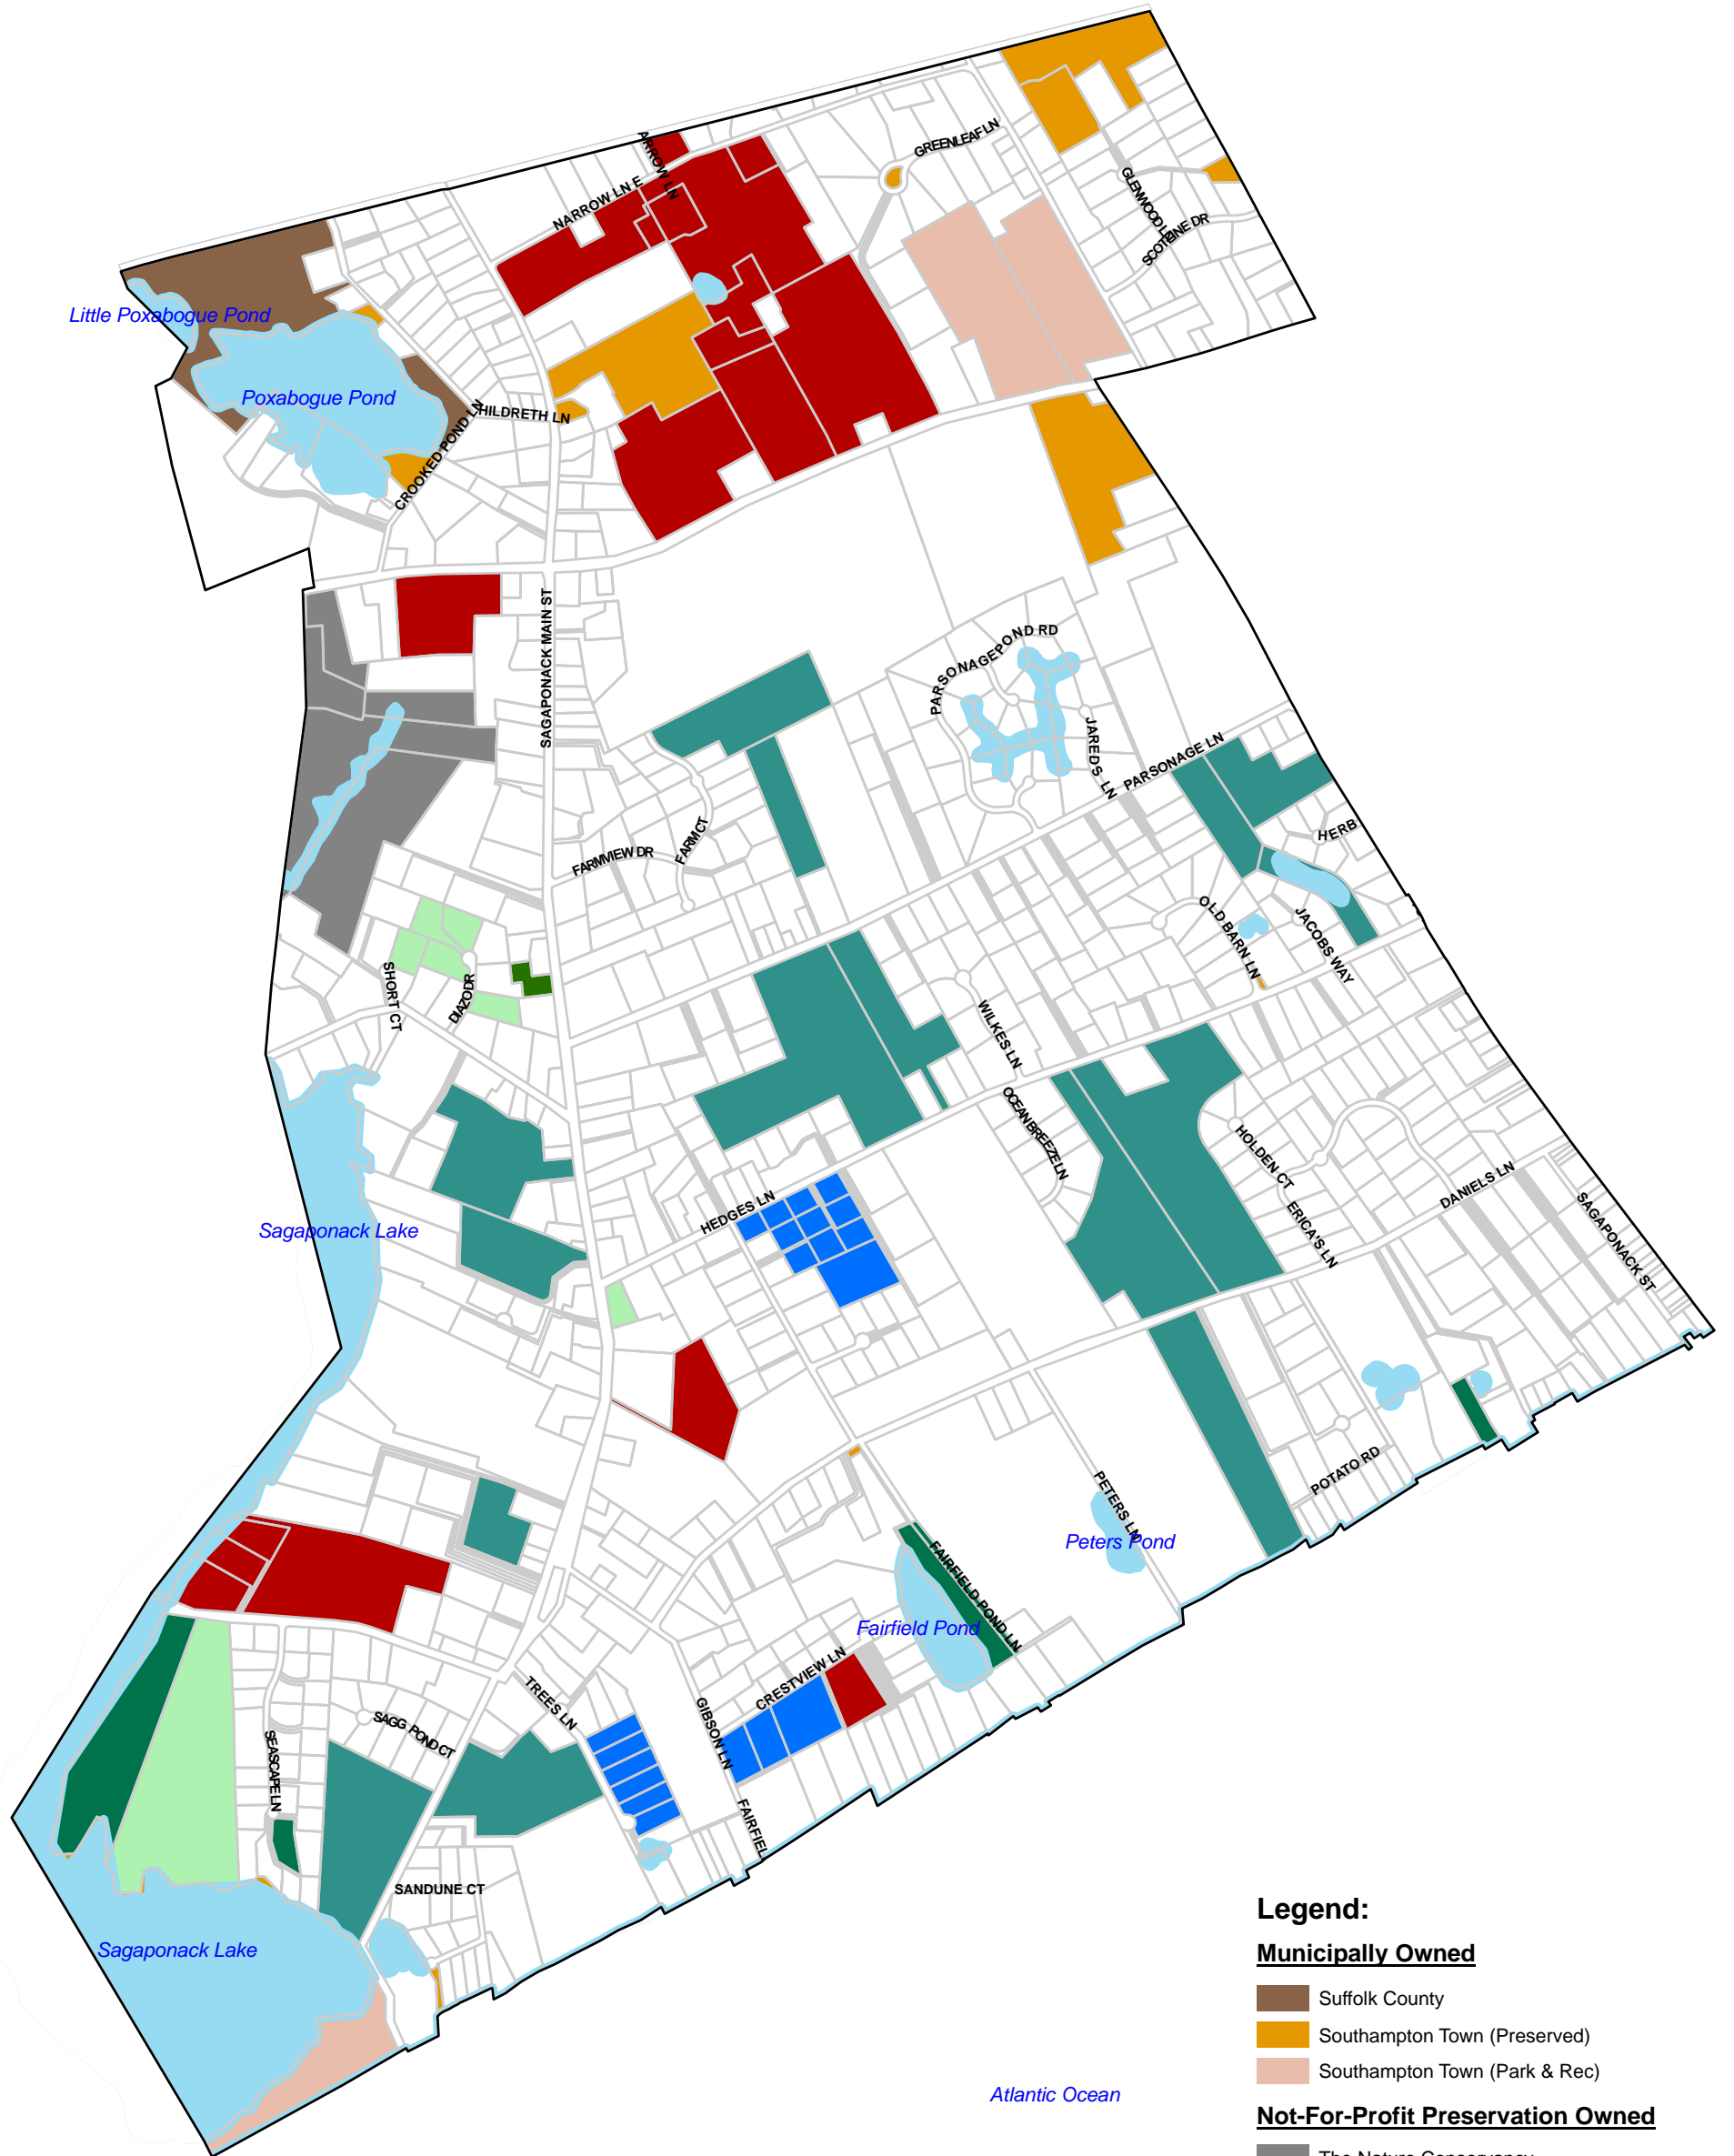 GREENLEAF LN
NARROW LN E
ARROW LN
GLENWOOD LN
SCOTLINE DR
Little Poxabogue Pond
Poxabogue Pond
HILDRETH LN
CROOKED POND LN
SAGAPONACK MAIN ST
PARSONAGE POND RD
JAREDS LN
PARSONAGE LN
HERB
FARMVIEW DR
FARM CT
OLD BARN LN
JACOBS WAY
SHORT CT
DIAZO DR
WILKES LN
OCEAN BREEZE LN
HOLDEN CT
DANIELS LN
HEDGES LN
ERICA'S LN
SAGAPONACK ST
Sagaponack Lake
PETERS LN
POTATO RD
Peters Pond
FAIRFIELD POND LN
Fairfield Pond
CRESTVIEW LN
TREES LN
GIBSON LN
SAGG POND CT
SEASCAPE LN
FAIRFIEL
SANDUNE CT
Sagaponack Lake
Atlantic Ocean
Legend:
Municipally Owned
Suffolk County
Southampton Town (Preserved)
Southampton Town (Park & Rec)
Not-For-Profit Preservation Owned
The Nature Conservancy